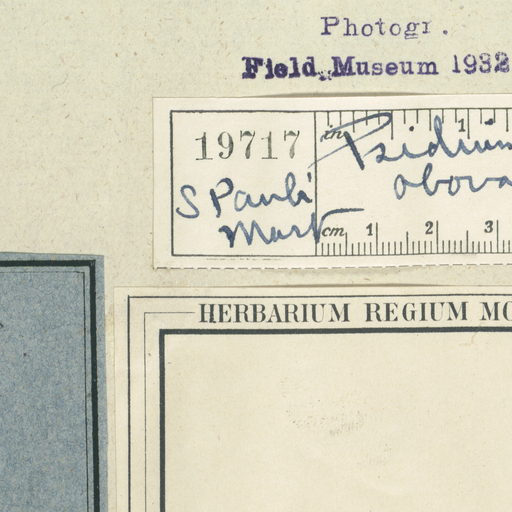 Photogr.
Field Museum 1932
19717
in 1
Psidium
obova
S Pauli
Mart
cm 1 2 3
HERBARIUM REGIUM MO